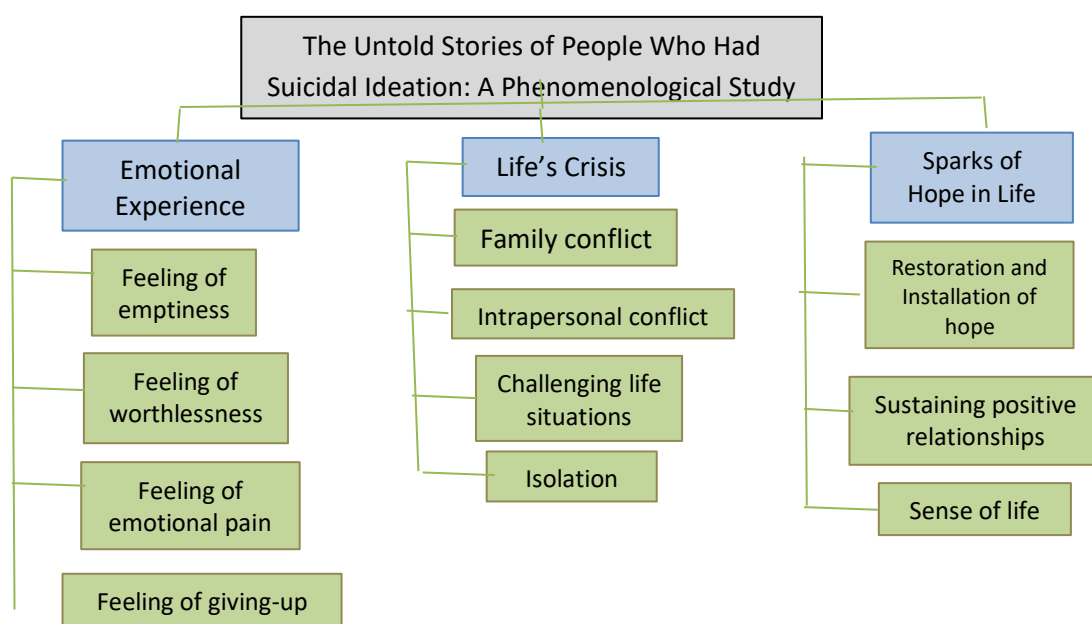 The Untold Stories of People Who Had
Suicidal Ideation: A Phenomenological Study
Emotional
Experience
Feeling of
emptiness
Feeling of
worthlessness
Feeling of
emotional pain
Feeling of giving-up
Life’s Crisis
Family conflict
Intrapersonal conflict
Challenging life
situations
Isolation
Sparks of
Hope in Life
Restoration and
Installation of
hope
Sustaining positive
relationships
Sense of life